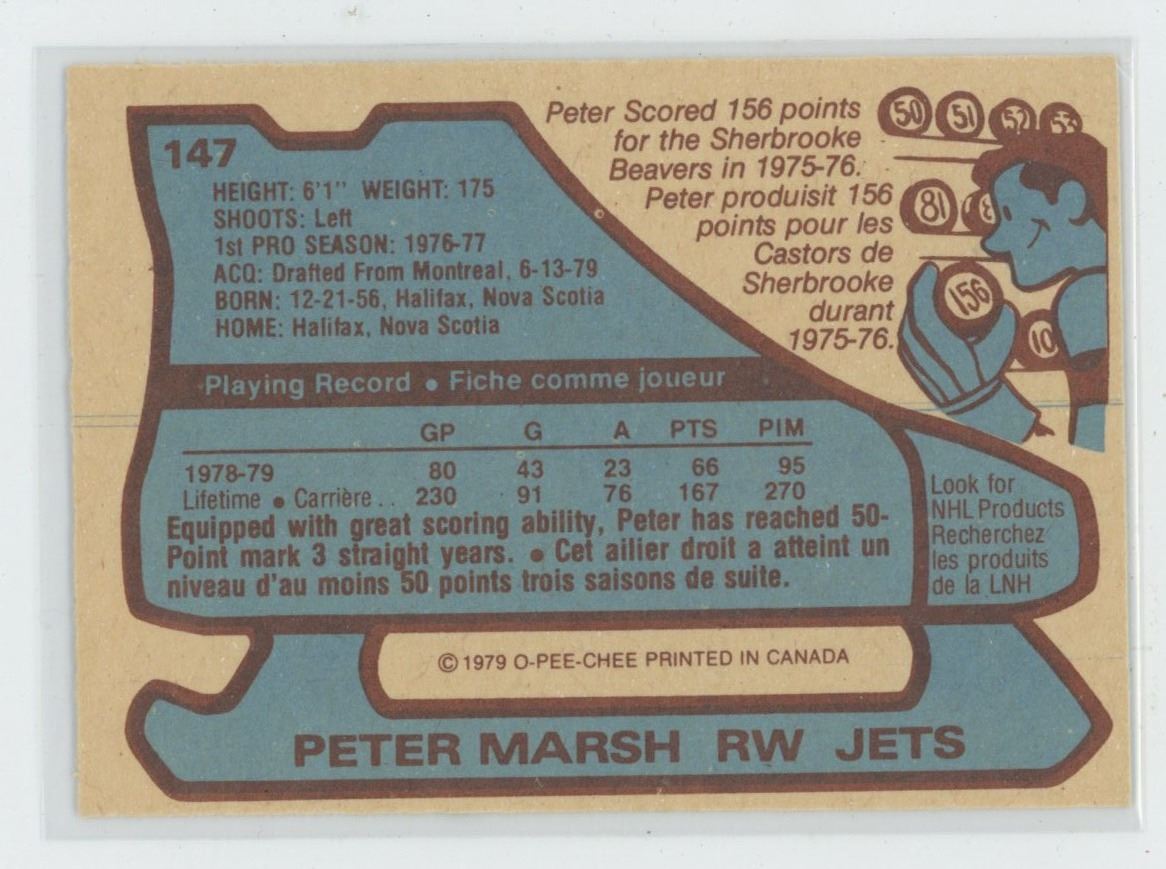 147
HEIGHT: 6'1" WEIGHT: 175
SHOOTS: Left
1st PRO SEASON: 1976-77
ACQ: Drafted From Montreal, 6-13-79
BORN: 12-21-56, Halifax, Nova Scotia
HOME: Halifax, Nova Scotia
Peter Scored 156 points
for the Sherbrooke
Beavers in 1975-76.
Peter produisit 156
points pour les
Castors de
Sherbrooke
durant
1975-76.
50 51 52 53
81 8
156
10
Playing Record • Fiche comme joueur
GP G A PTS PIM
1978-79 80 43 23 66 95
Lifetime • Carrière . . 230 91 76 167 270
Equipped with great scoring ability, Peter has reached 50-
Point mark 3 straight years. • Cet ailier droit a atteint un
niveau d'au moins 50 points trois saisons de suite.
Look for
NHL Products
Recherchez
les produits
de la LNH
© 1979 O-PEE-CHEE PRINTED IN CANADA
PETER MARSH RW JETS